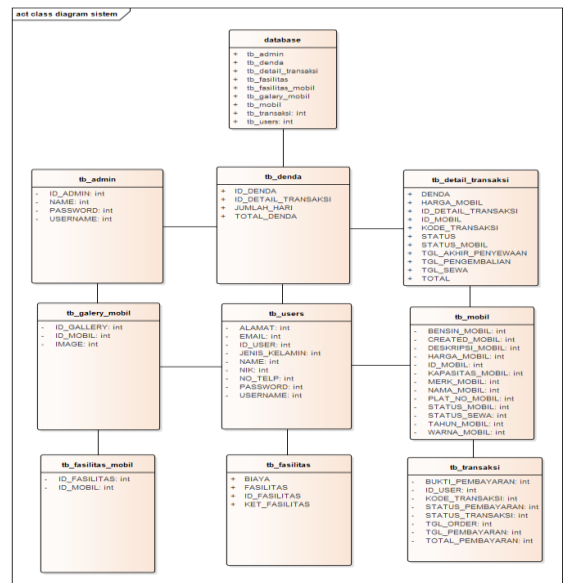 act class diagram sistem
database
+ tb_admin
+ tb_denda
+ tb_detail_transaksi
+ tb_fasilitas
+ tb_fasilitas_mobil
+ tb_galary_mobil
+ tb_mobil
+ tb_transaksi: int
+ tb_users: int
tb_admin
- ID_ADMIN: int
- NAME: int
- PASSWORD: int
- USERNAME: int
tb_denda
+ ID_DENDA
+ ID_DETAIL_TRANSAKSI
+ JUMLAH_HARI
+ TOTAL_DENDA
tb_detail_transaksi
+ DENDA
+ HARGA_MOBIL
+ ID_DETAIL_TRANSAKSI
+ ID_MOBIL
+ KODE_TRANSAKSI
+ STATUS
+ STATUS_MOBIL
+ TGL_AKHIR_PENYEWAAN
+ TGL_PENGEMBALIAN
+ TGL_SEWA
+ TOTAL
tb_galery_mobil
- ID_GALLERY: int
- ID_MOBIL: int
- IMAGE: int
tb_users
- ALAMAT: int
- EMAIL: int
- ID_USER: int
- JENIS_KELAMIN: int
- NAME: int
- NIK: int
- NO_TELP: int
- PASSWORD: int
- USERNAME: int
tb_mobil
- BENSIN_MOBIL: int
- CREATED_MOBIL: int
- DESKRIPSI_MOBIL: int
- HARGA_MOBIL: int
- ID_MOBIL: int
- KAPASITAS_MOBIL: int
- MERK_MOBIL: int
- NAMA_MOBIL: int
- PLAT_NO_MOBIL: int
- STATUS_MOBIL: int
- STATUS_SEWA: int
- TAHUN_MOBIL: int
- WARNA_MOBIL: int
tb_fasilitas_mobil
- ID_FASILITAS: int
- ID_MOBIL: int
tb_fasilitas
+ BIAYA
+ FASILITAS
+ ID_FASILITAS
+ KET_FASILITAS
tb_transaksi
- BUKTI_PEMBAYARAN: int
- ID_USER: int
- KODE_TRANSAKSI: int
- STATUS_PEMBAYARAN: int
- STATUS_TRANSAKSI: int
- TGL_ORDER: int
- TGL_PEMBAYARAN: int
- TOTAL_PEMBAYARAN: int